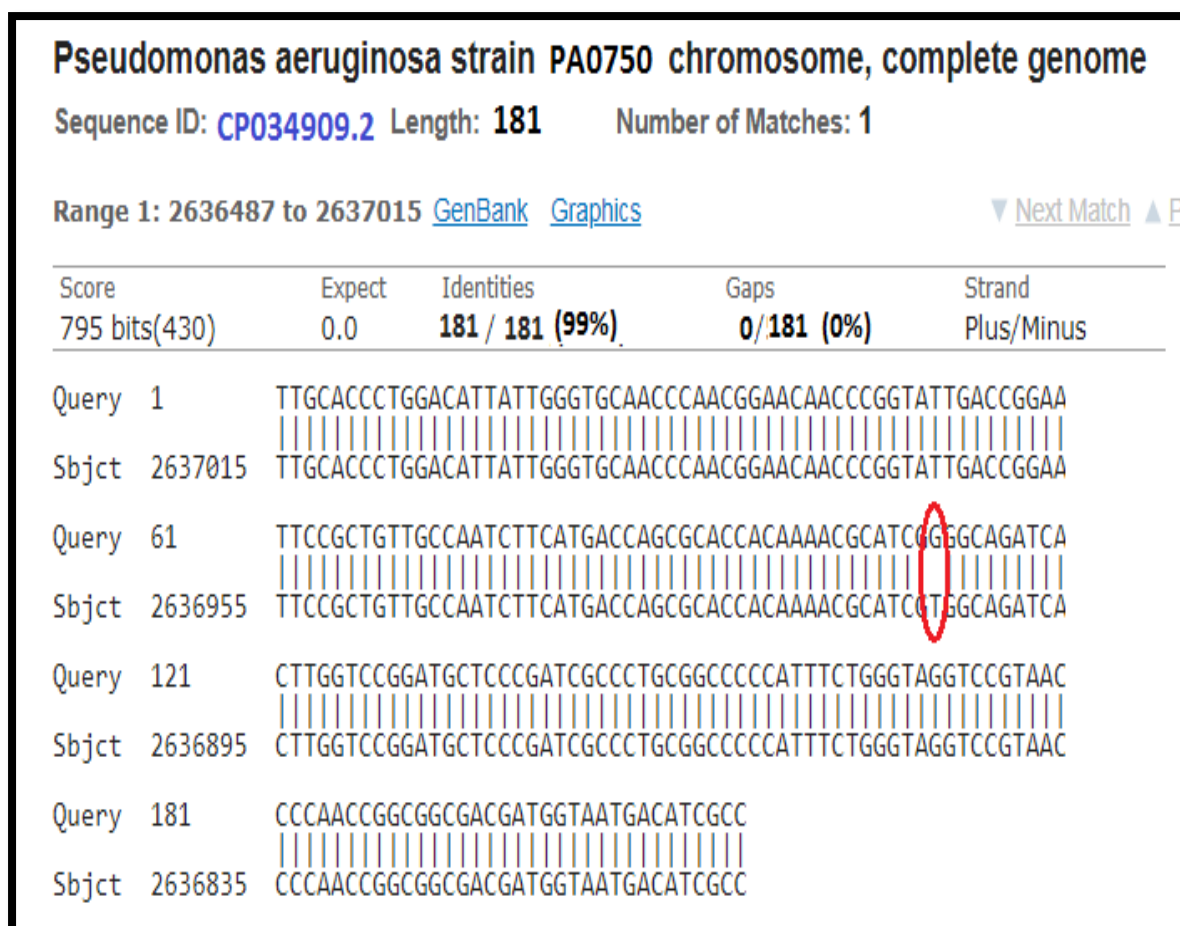 Pseudomonas aeruginosa strain PA0750 chromosome, complete genome
Sequence ID: CP034909.2 Length: 181 Number of Matches: 1
Range 1: 2636487 to 2637015 GenBank Graphics ▼ Next Match ▲ P
Score Expect Identities Gaps Strand
795 bits(430) 0.0 181 / 181 (99%) 0/181 (0%) Plus/Minus
Query 1 TTGCACCCTGGACATTATTGGGTGCAACCCAACGGAACAACCCGGTATTGACCGGAA
Sbjct 2637015 TTGCACCCTGGACATTATTGGGTGCAACCCAACGGAACAACCCGGTATTGACCGGAA
Query 61 TTCCGCTGTTGCCAATCTTCATGACCAGCGCACCACAAAACGCATCGGGGCAGATCA
Sbjct 2636955 TTCCGCTGTTGCCAATCTTCATGACCAGCGCACCACAAAACGCATCGTGGCAGATCA
Query 121 CTTGGTCCGGATGCTCCCGATCGCCCTGCGGCCCCCATTTCTGGGTAGGTCCGTAAC
Sbjct 2636895 CTTGGTCCGGATGCTCCCGATCGCCCTGCGGCCCCCATTTCTGGGTAGGTCCGTAAC
Query 181 CCCAACCGGCGGCGACGATGGTAATGACATCGCC
Sbjct 2636835 CCCAACCGGCGGCGACGATGGTAATGACATCGCC